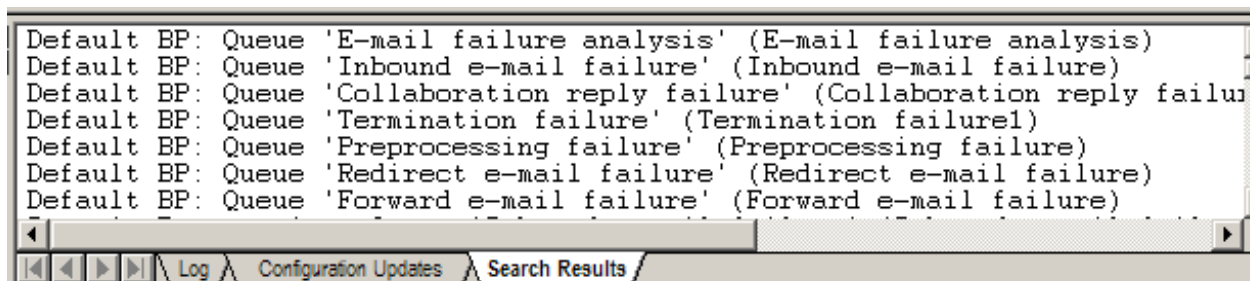 Default BP: Queue 'E-mail failure analysis' (E-mail failure analysis)
Default BP: Queue 'Inbound e-mail failure' (Inbound e-mail failure)
Default BP: Queue 'Collaboration reply failure' (Collaboration reply
Default BP: Queue 'Termination failure' (Termination failure1)
Default BP: Queue 'Preprocessing failure' (Preprocessing failure)
Default BP: Queue 'Redirect e-mail failure' (Redirect e-mail failure)
Default BP: Queue 'Forward e-mail failure' (Forward e-mail failure)
Log Configuration Updates Search Results